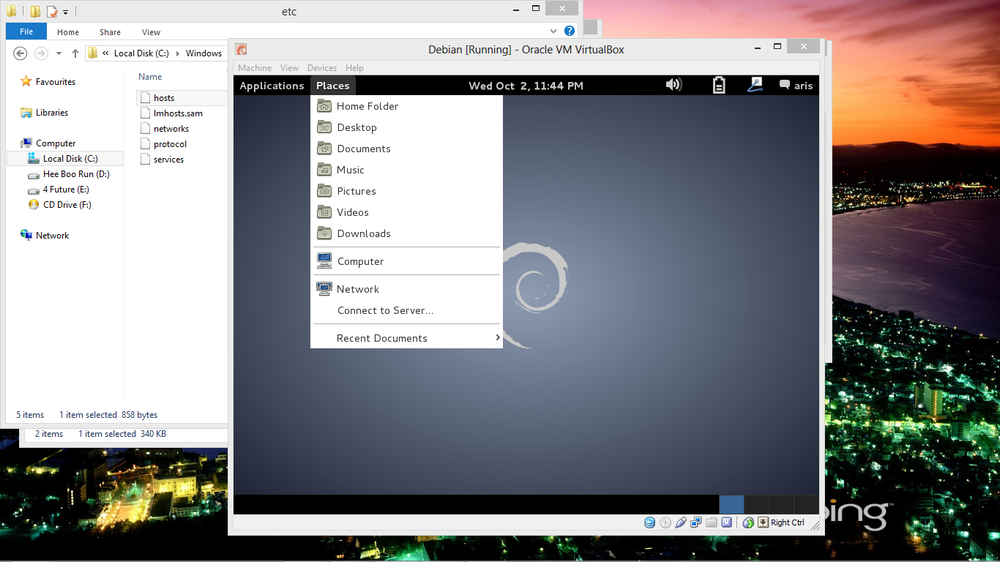 etc
File Home Share View
« Local Disk (C:) Windows
Favourites
Libraries
Computer
Local Disk (C:)
Hee Boo Run (D:)
4 Future (E:)
CD Drive (F:)
Network
Name
hosts
lmhosts.sam
networks
protocol
services
5 items 1 item selected 858 bytes
2 items 1 item selected 340 KB
Debian [Running] - Oracle VM VirtualBox
Machine View Devices Help
Applications Places Wed Oct 2, 11:44 PM aris
Home Folder
Desktop
Documents
Music
Pictures
Videos
Downloads
Computer
Network
Connect to Server...
Recent Documents
Right Ctrl
bing™